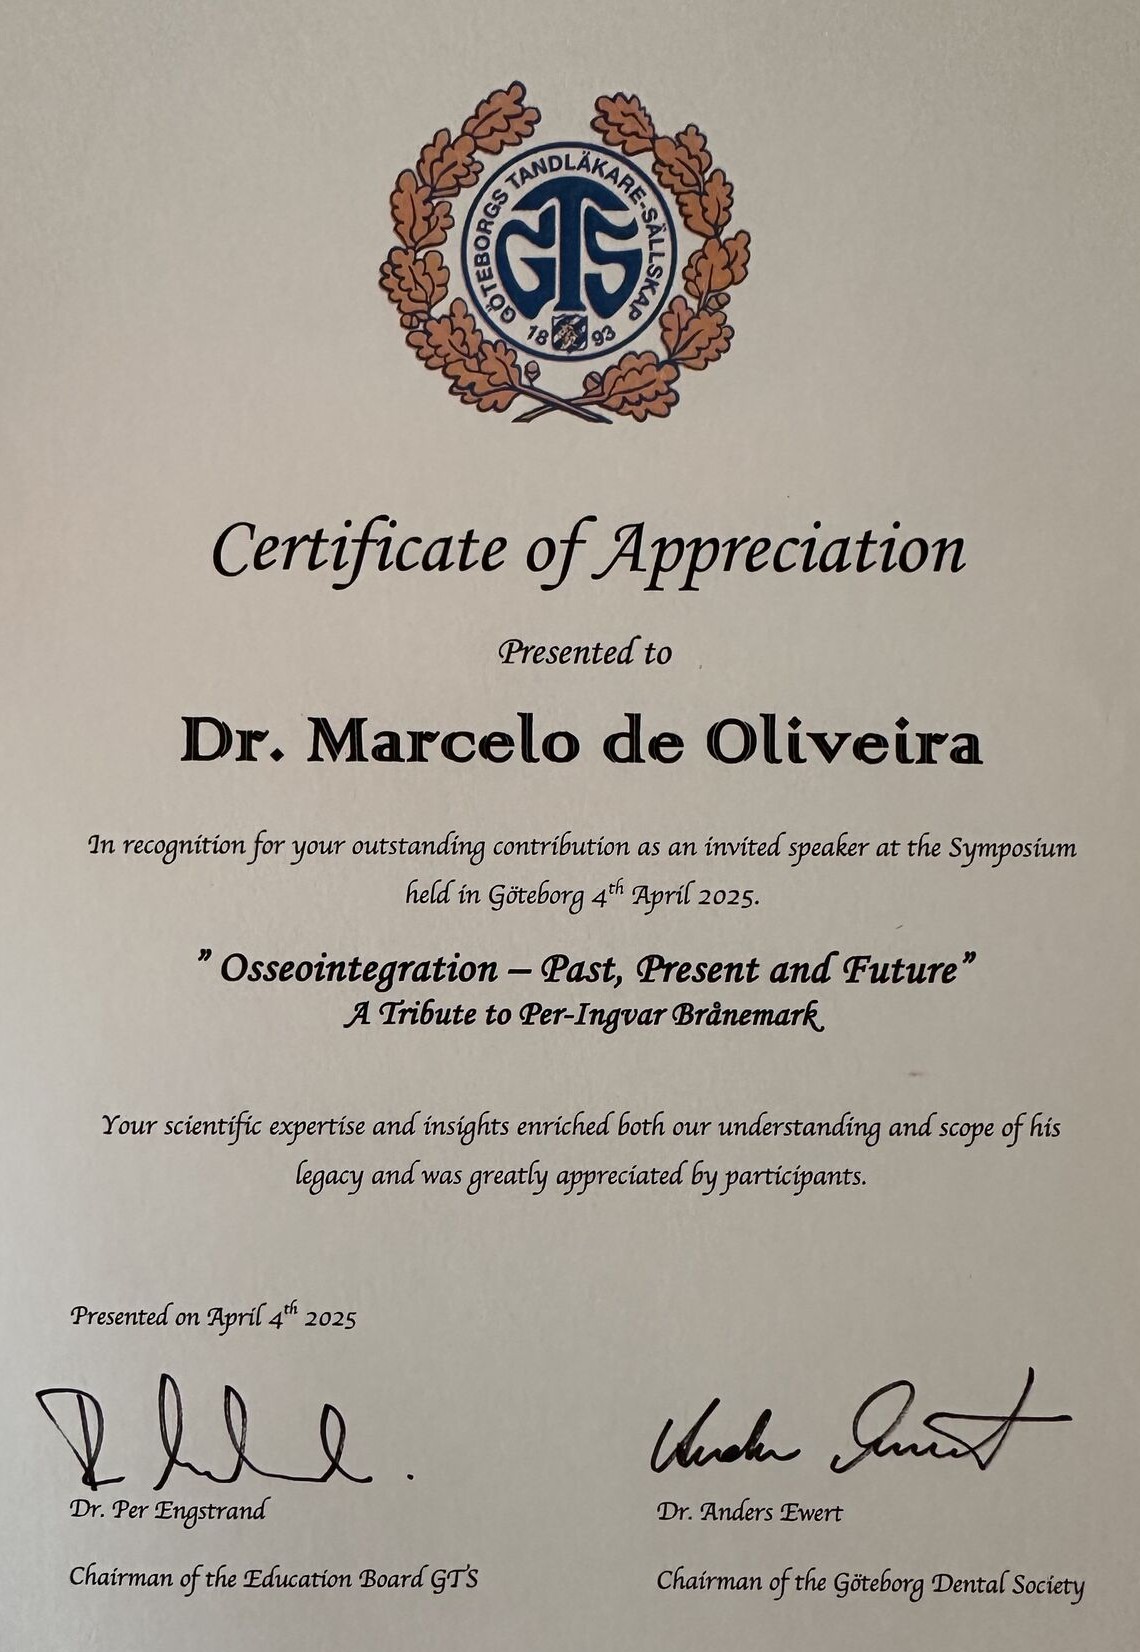 GÖTEBORGS TANDLÄKARE-SÄLLSKAP
GTS
18 93
Certificate of Appreciation
Presented to
Dr. Marcelo de Oliveira
In recognition for your outstanding contribution as an invited speaker at the Symposium
held in Göteborg 4th April 2025.
” Osseointegration – Past, Present and Future”
A Tribute to Per-Ingvar Brånemark
Your scientific expertise and insights enriched both our understanding and scope of his
legacy and was greatly appreciated by participants.
Presented on April 4th 2025
Dr. Per Engstrand
Dr. Anders Ewert
Chairman of the Education Board GTS
Chairman of the Göteborg Dental Society